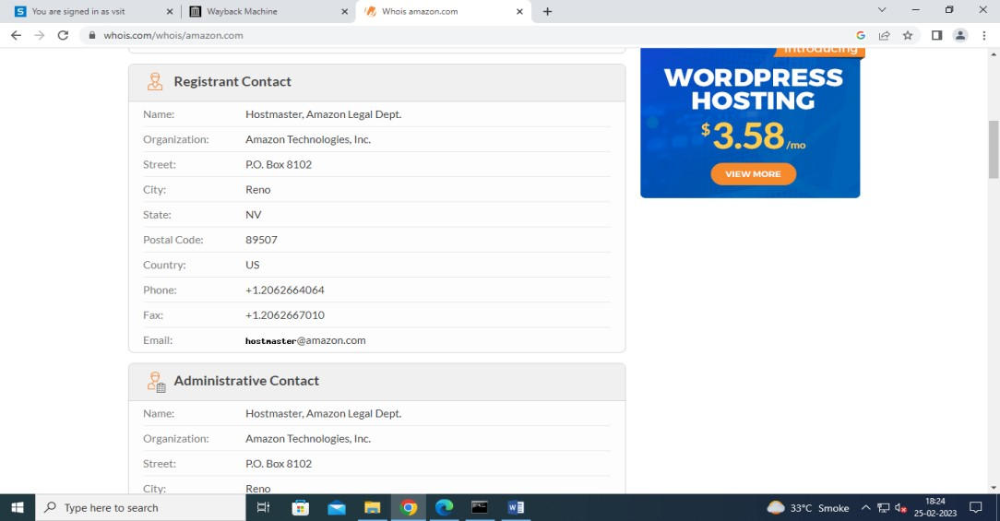 You are signed in as vsit
Wayback Machine
Whois amazon.com
whois.com/whois/amazon.com
Registrant Contact
Name: Hostmaster, Amazon Legal Dept.
Organization: Amazon Technologies, Inc.
Street: P.O. Box 8102
City: Reno
State: NV
Postal Code: 89507
Country: US
Phone: +1.2062664064
Fax: +1.2062667010
Email: hostmaster@amazon.com
Administrative Contact
Name: Hostmaster, Amazon Legal Dept.
Organization: Amazon Technologies, Inc.
Street: P.O. Box 8102
City: Reno
Introducing
WORDPRESS
HOSTING
$3.58/mo
VIEW MORE
Type here to search
33°C Smoke
18:24
25-02-2023